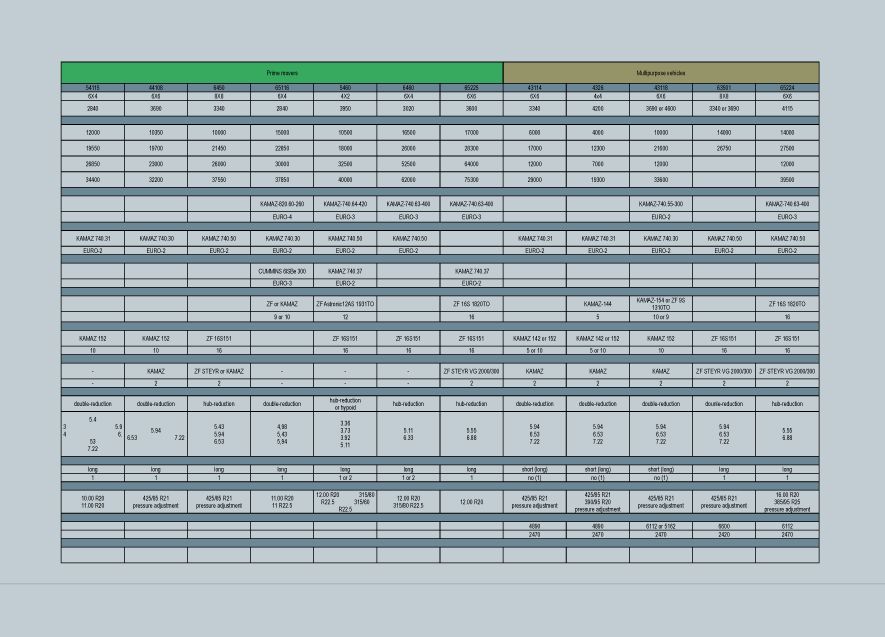 Prime movers Multipurpose vehicles
54115 44108 6450 65116 5460 6460 65225 43114 4326 43118 63501 65224
6X4 6X6 8X8 6X4 4X2 6X4 6X6 6X6 4x4 6X6 8X8 6X6
2840 3690 3340 2840 3950 3020 3600 3340 4200 3690 or 4600 3340 or 3690 4115
12000 10350 10000 15000 10500 16500 17000 6000 4000 10000 14000 14000
19550 19700 21450 22850 18000 26000 28300 17000 12300 21600 26750 27500
26850 23000 26000 30000 32500 52500 64000 12000 7000 12000 12000
34400 32200 37550 37850 40000 62000 75300 29000 19300 33600 39500
KAMAZ-820.60-260 KAMAZ-740.64-420 KAMAZ-740.63-400 KAMAZ-740.63-400 KAMAZ-740.55-300 KAMAZ-740.63-400
EURO-4 EURO-3 EURO-3 EURO-3 EURO-2 EURO-3
KAMAZ 740.31 KAMAZ 740.30 KAMAZ 740.50 KAMAZ 740.30 KAMAZ 740.50 KAMAZ 740.50 KAMAZ 740.31 KAMAZ 740.31 KAMAZ 740.30 KAMAZ 740.50 KAMAZ 740.50
EURO-2 EURO-2 EURO-2 EURO-2 EURO-2 EURO-2 EURO-2 EURO-2 EURO-2 EURO-2 EURO-2
CUMMINS 6ISBe 300 KAMAZ 740.37 KAMAZ 740.37
EURO-3 EURO-2 EURO-2
ZF or KAMAZ ZF Astronic12AS 1931TO ZF 16S 1820TO KAMAZ-144 KAMAZ-154 or ZF 9S
1310TO ZF 16S 1820TO
9 or 10 12 16 5 10 or 9 16
KAMAZ 152 KAMAZ 152 ZF 16S151 ZF 16S151 ZF 16S151 ZF 16S151 KAMAZ 142 or 152 KAMAZ 142 or 152 KAMAZ 152 ZF 16S151 ZF 16S151
10 10 16 16 16 16 5 or 10 5 or 10 10 16 16
- KAMAZ ZF STEYR or KAMAZ - - - ZF STEYR VG 2000/300 KAMAZ KAMAZ KAMAZ ZF STEYR VG 2000/300 ZF STEYR VG 2000/300
- 2 2 - - - 2 2 2 2 2 2
double-reduction double-reduction hub-reduction double-reduction hub-reduction
or hypoid hub-reduction hub-reduction double-reduction double-reduction double-reduction double-reduction hub-reduction
5.4 3.36
3 5.9 5.43 4,98 3.73 5.94 5.94 5.94 5.94
4 6. 5.94 5.94 5,43 3.92 5.11 5.55 6.53 6.53 6.53 6.53 5.55
53 6.53 7.22 6.53 5,94 5.11 6.33 6.88 7.22 7.22 7.22 7.22 6.88
7.22
long long long long long long long short (long) short (long) short (long) long long
1 1 1 1 1 or 2 1 or 2 1 no (1) no (1) no (1) 1 1
10.00 R20
11.00 R20 425/85 R21
pressure adjustment 425/85 R21
pressure adjustment 11.00 R20
11 R22.5 12.00 R20 315/80
R22.5 315/60
R22.5 12.00 R20
315/80 R22.5 12.00 R20 425/85 R21
pressure adjustment 425/85 R21
390/95 R20
pressure adjustment 425/85 R21
pressure adjustment 425/85 R21
pressure adjustment 16.00 R20
385/95 R25
pressure adjustment
4890 4890 6112 or 5162 6600 6112
2470 2470 2470 2420 2470